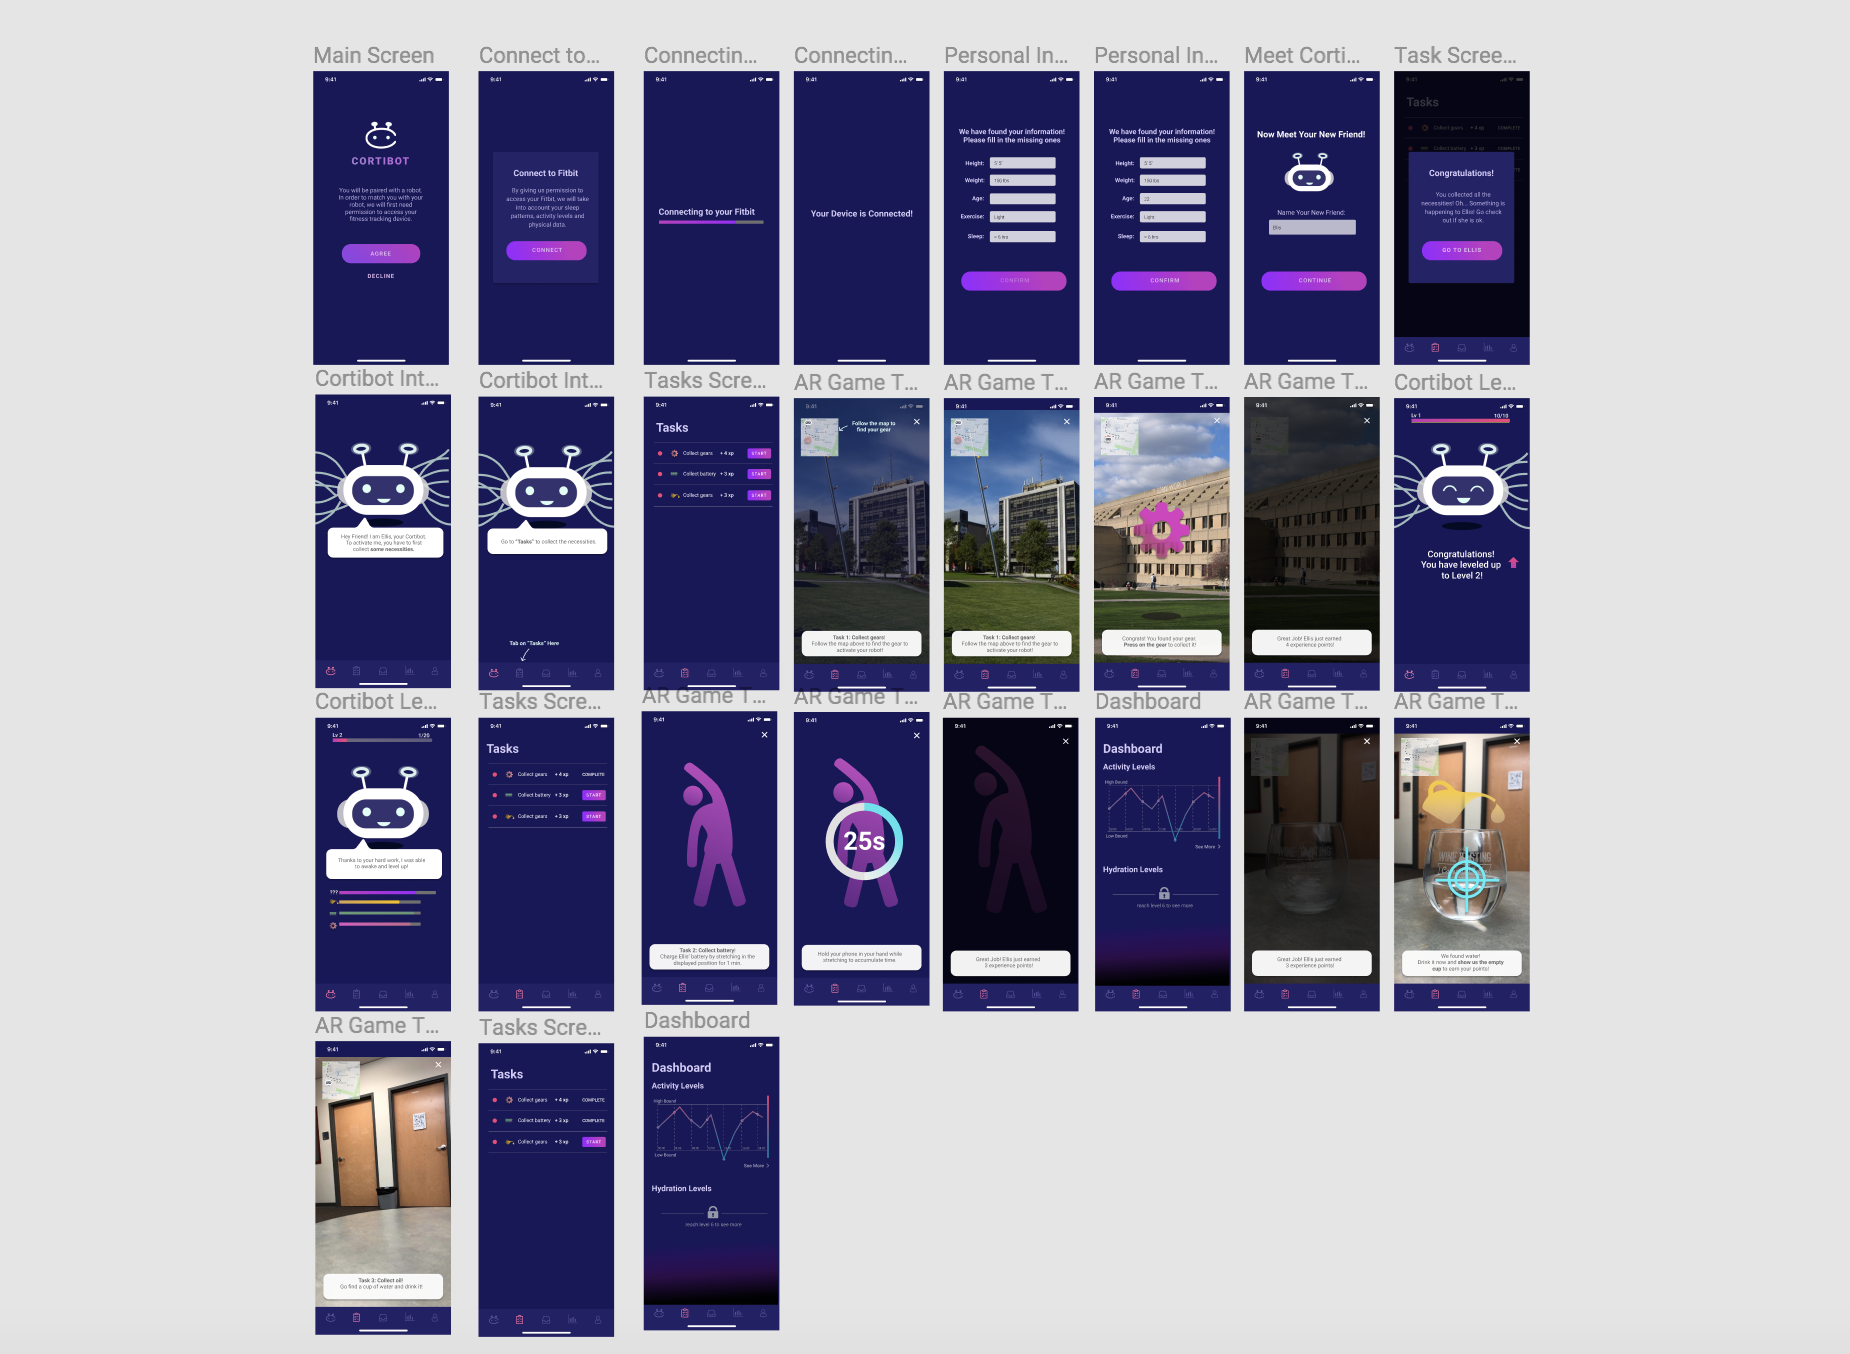 Main Screen
9:41
CORTIBOT
You will be paired with a robot.
In order to match you with your
robot, we will first need
permission to access your
fitness tracking device.
AGREE
DECLINE
Connect to...
9:41
Connect to Fitbit
By giving us permission to
access your Fitbit, we will take
into account your sleep
patterns, activity levels and
physical data.
CONNECT
Connectin...
9:41
Connecting to your Fitbit
Connectin...
9:41
Your Device is Connected!
Personal In...
9:41
We have found your information!
Please fill in the missing ones
Height: 5' 5"
Weight: 150 lbs
Age:
Exercise: Light
Sleep: ~ 6 hrs
CONFIRM
Personal In...
9:41
We have found your information!
Please fill in the missing ones
Height: 5' 5"
Weight: 150 lbs
Age: 22
Exercise: Light
Sleep: ~ 6 hrs
CONFIRM
Meet Corti...
9:41
Now Meet Your New Friend!
Name Your New Friend:
Ellis
CONTINUE
Task Scree...
9:41
Tasks
Collect gears + 4 xp COMPLETE
Collect battery + 3 xp COMPLETE
Congratulations!
You collected all the
necessities! Oh... Something is
happening to Ellis! Go check
out if she is ok.
GO TO ELLIS
Cortibot Int...
9:41
Hey Friend! I am Ellis, your Cortibot.
To activate me, you have to first
collect some necessities.
Cortibot Int...
9:41
Go to "Tasks" to collect the necessities.
Tab on "Tasks" Here
Tasks Scre...
9:41
Tasks
Collect gears + 4 xp START
Collect battery + 3 xp START
Collect gears + 3 xp START
AR Game T...
9:41
Follow the map to
find your gear
Task 1: Collect gears!
Follow the map above to find the gear to
activate your robot!
AR Game T...
9:41
Task 1: Collect gears!
Follow the map above to find the gear to
activate your robot!
AR Game T...
9:41
Congrats! You found your gear.
Press on the gear to collect it!
AR Game T...
9:41
Great Job! Ellis just earned
4 experience points!
Cortibot Le...
9:41
Lv 1 10/10
Congratulations!
You have leveled up
to Level 2!
Cortibot Le...
9:41
Lv 2 1/20
Thanks to your hard work, I was able
to awake and level up!
???
Tasks Scre...
9:41
Tasks
Collect gears + 4 xp COMPLETE
Collect battery + 3 xp START
Collect gears + 3 xp START
AR Game T...
9:41
Task 2: Collect battery!
Charge Ellis' battery by stretching in the
displayed position for 1 min.
AR Game T...
9:41
25s
Hold your phone in your hand while
stretching to accumulate time
AR Game T...
9:41
Great Job! Ellis just earned
3 experience points!
Dashboard
9:41
Dashboard
Activity Levels
High Bound
Low Bound
See More >
Hydration Levels
reach level 6 to see more
AR Game T...
9:41
Great Job! Ellis just earned
3 experience points!
AR Game T...
9:41
WINE TASTING
We found water!
Drink it now and show us the empty
cup to earn your points!
AR Game T...
9:41
Task 3: Collect oil!
Go find a cup of water and drink it!
Tasks Scre...
9:41
Tasks
Collect gears + 4 xp COMPLETE
Collect battery + 3 xp COMPLETE
Collect gears + 3 xp START
Dashboard
9:41
Dashboard
Activity Levels
High Bound
Low Bound
See More >
Hydration Levels
reach level 6 to see more